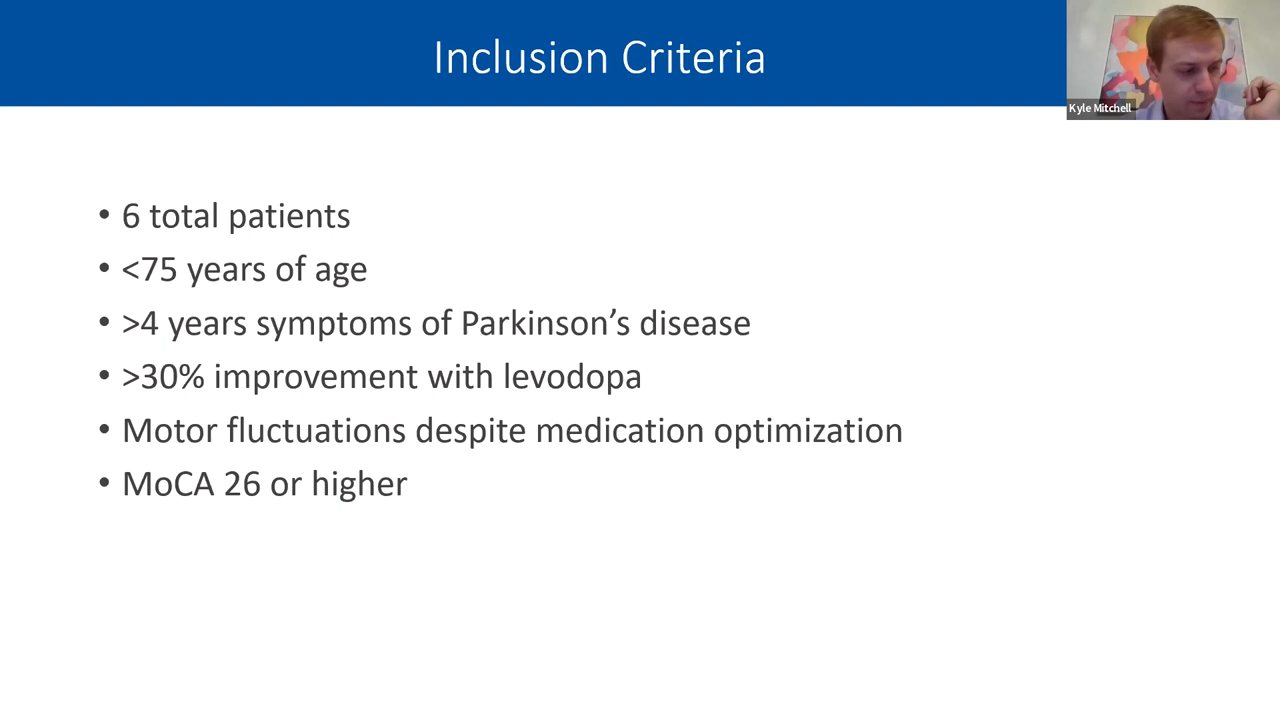 Inclusion Criteria
Kyle Mitchell
• 6 total patients
• <75 years of age
• >4 years symptoms of Parkinson’s disease
• >30% improvement with levodopa
• Motor fluctuations despite medication optimization
• MoCA 26 or higher